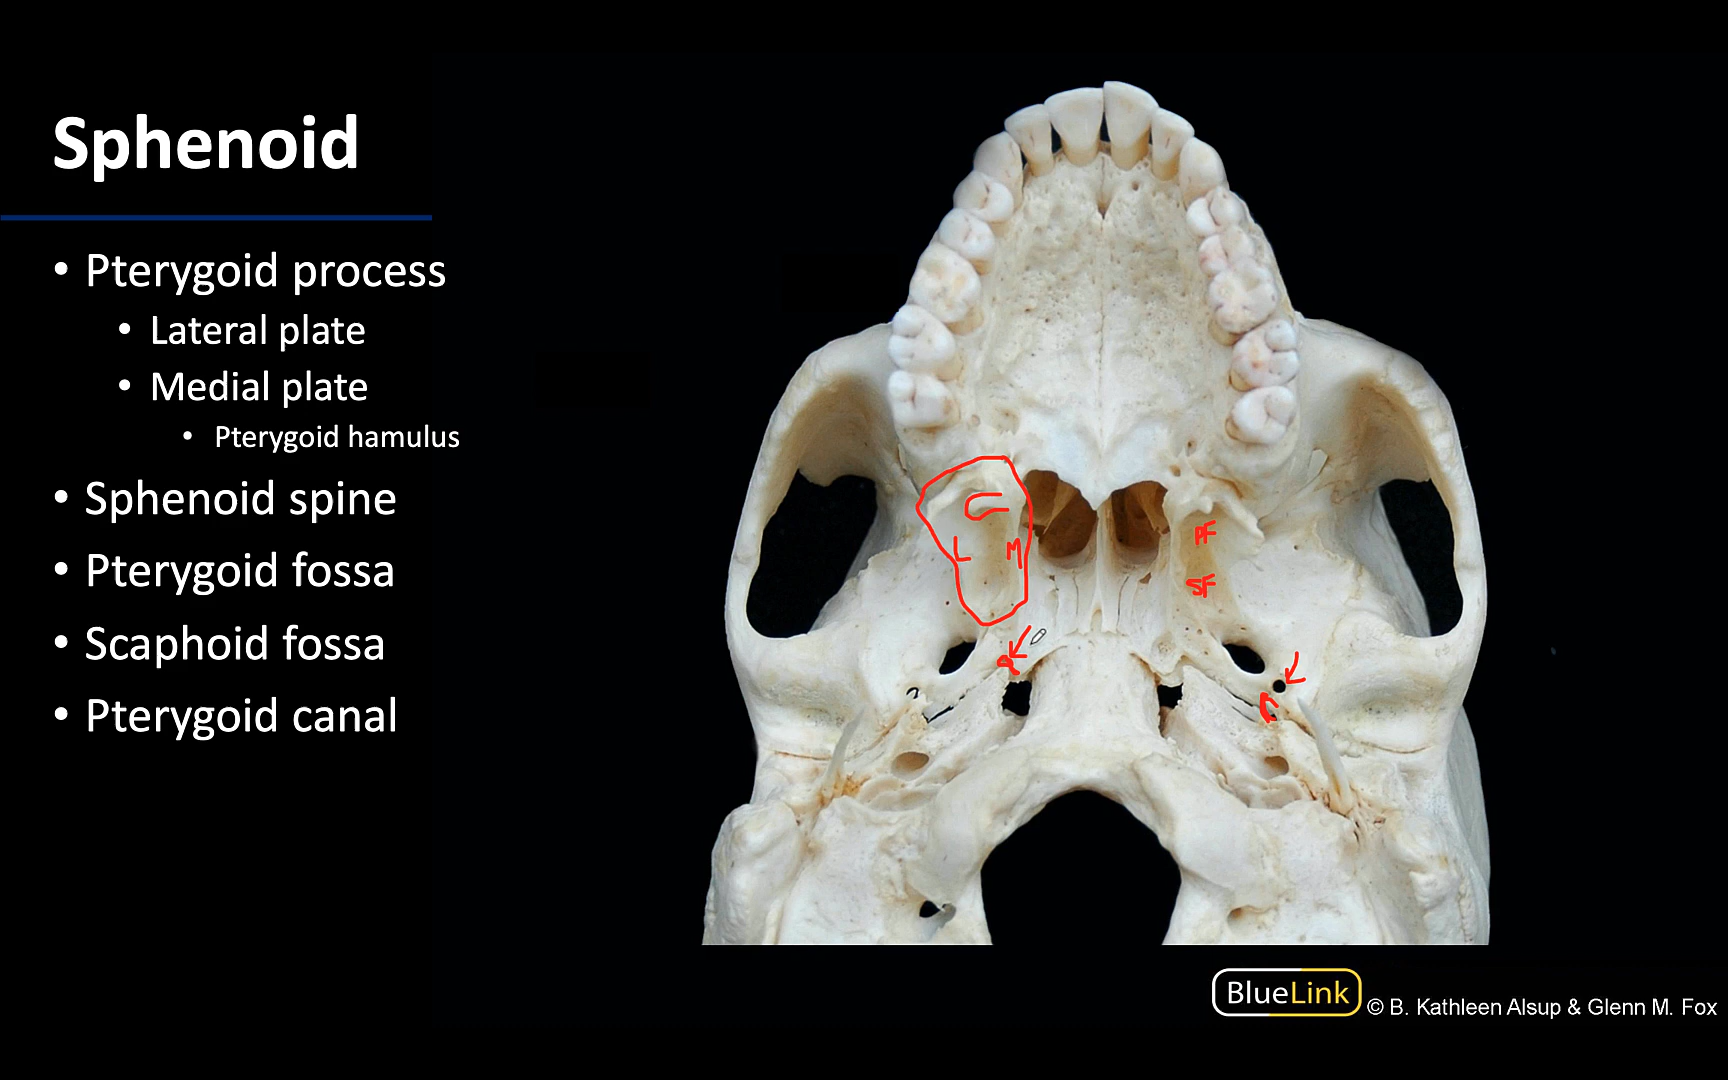 Sphenoid
• Pterygoid process
• Lateral plate
• Medial plate
• Pterygoid hamulus
• Sphenoid spine
• Pterygoid fossa
• Scaphoid fossa
• Pterygoid canal
L M
PF
SF
BlueLink © B. Kathleen Alsup & Glenn M. Fox